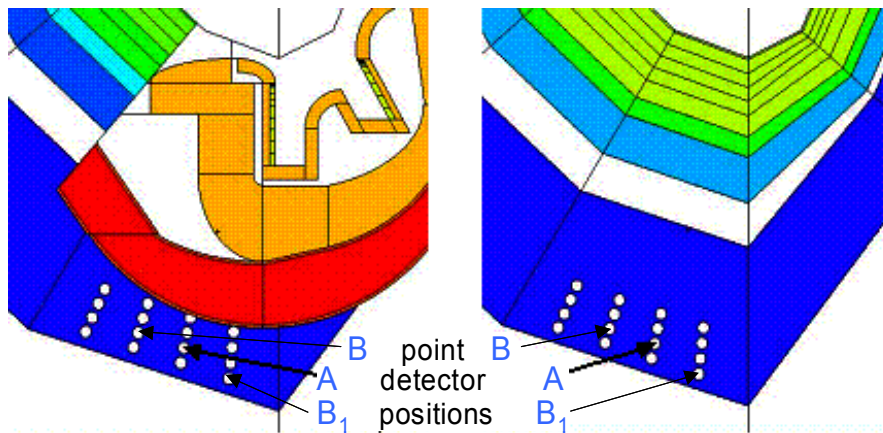 B point B
A detector A
B₁ positions B₁